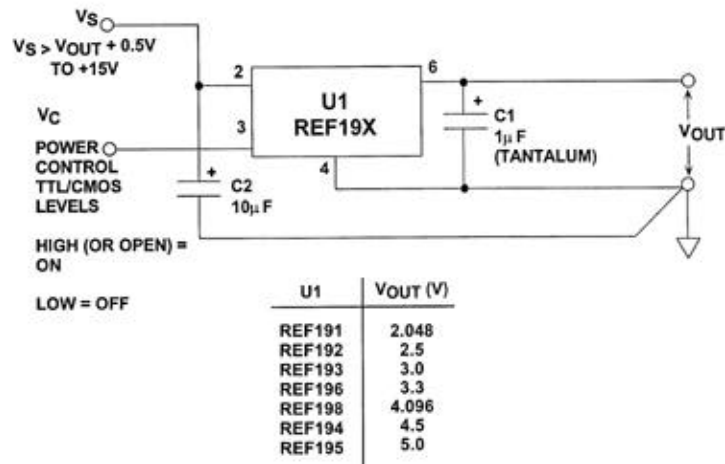 VS
VS > VOUT + 0.5V
TO +15V
VC
POWER
CONTROL
TTL/CMOS
LEVELS
HIGH (OR OPEN) =
ON
LOW = OFF
2
3
U1
REF19X
4
6
+
C1
1µF
(TANTALUM)
VOUT
+
C2
10µF
U1 VOUT (V)
REF191 2.048
REF192 2.5
REF193 3.0
REF196 3.3
REF198 4.096
REF194 4.5
REF195 5.0